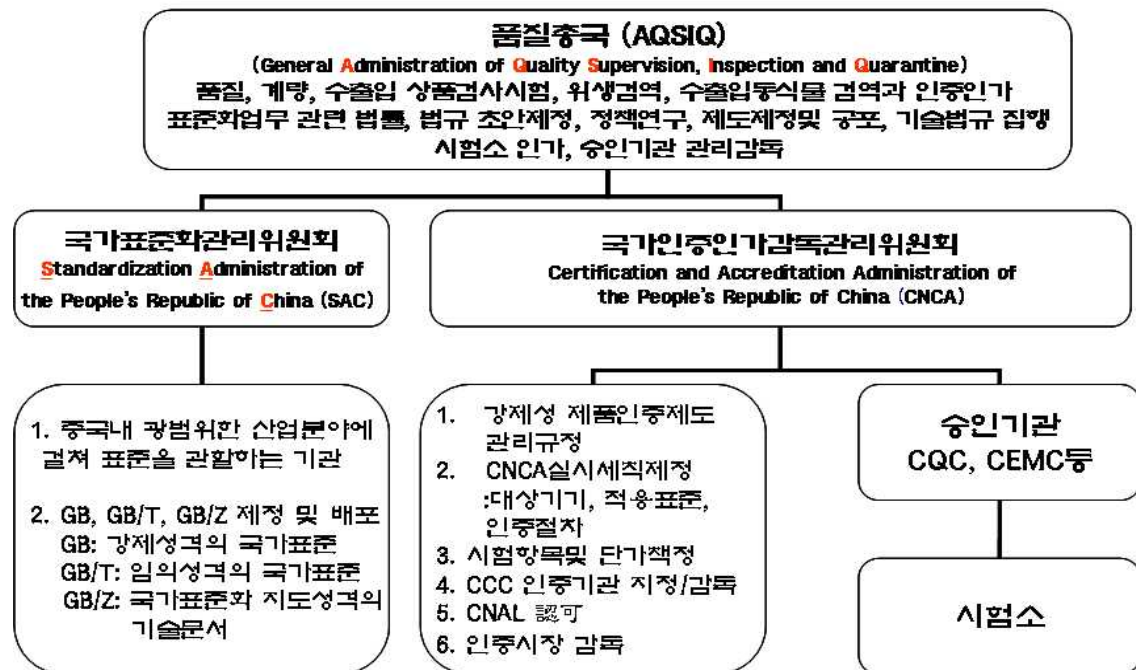 품질총국 (AQSIQ)
(General Administration of Quality Supervision, Inspection and Quarantine)
품질, 계량, 수출입 상품검사시험, 위생검역, 수출입동식물 검역과 인증인가
표준화업무 관련 법률, 법규 초안제정, 정책연구, 제도제정및 공포, 기술법규 집행
시험소 인가, 승인기관 관리감독
국가표준화관리위원회
Standardization Administration of
the People's Republic of China (SAC)
국가인증인가감독관리위원회
Certification and Accreditation Administration of
the People's Republic of China (CNCA)
1. 중국내 광범위한 산업분야에
걸쳐 표준을 관할하는 기관
2. GB, GB/T, GB/Z 제정 및 배포
GB: 강제성격의 국가표준
GB/T: 임의성격의 국가표준
GB/Z: 국가표준화 지도성격의
기술문서
1. 강제성 제품인증제도
관리규정
2. CNCA실시세칙제정
:대상기기, 적용표준,
인증절차
3. 시험항목및 단가책정
4. CCC 인증기관 지정/감독
5. CNAL 認可
6. 인증시장 감독
승인기관
CQC, CEMC등
시험소